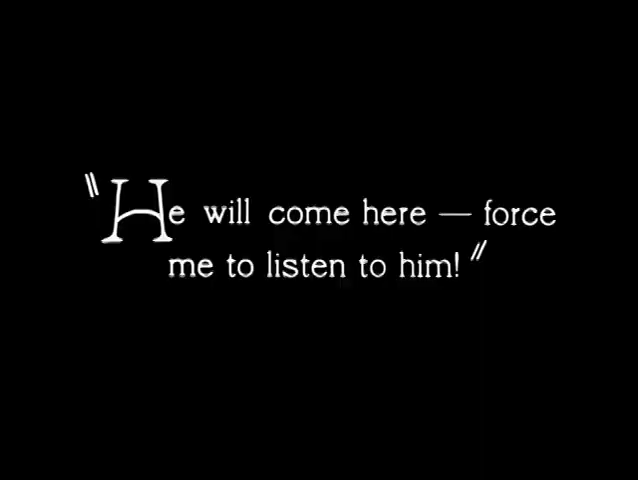 "He will come here — force
me to listen to him!"